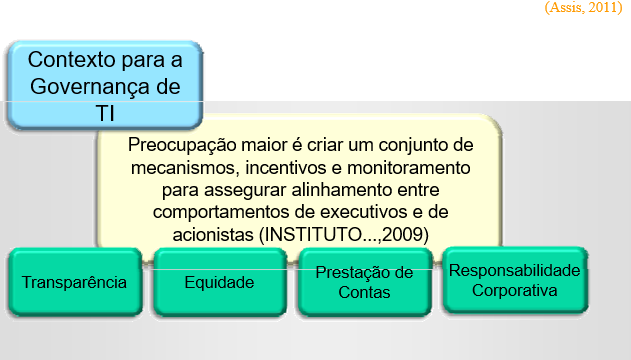 (Assis, 2011)
Contexto para a
Governança de
TI
Preocupação maior é criar um conjunto de
mecanismos, incentivos e monitoramento
para assegurar alinhamento entre
comportamentos de executivos e de
acionistas (INSTITUTO...,2009)
Transparência
Equidade
Prestação de
Contas
Responsabilidade
Corporativa